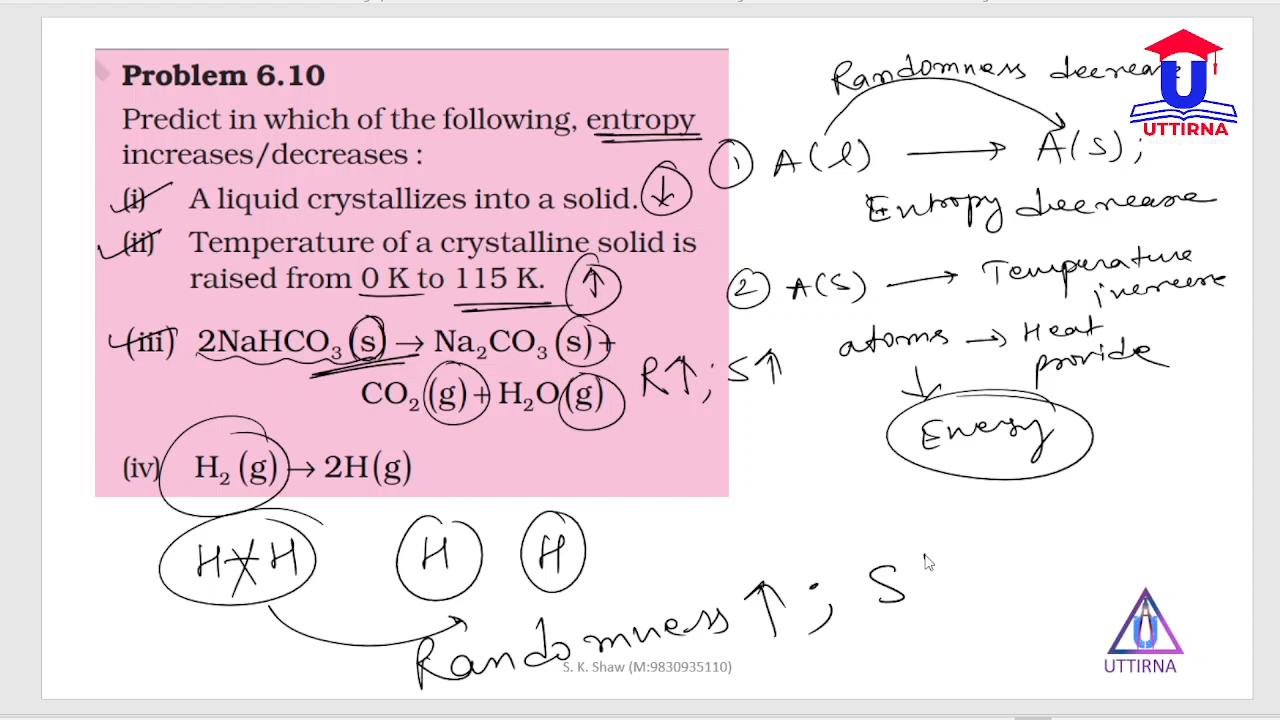 Problem 6.10
Predict in which of the following, entropy
increases/decreases :
(i) A liquid crystallizes into a solid. ↓
(ii) Temperature of a crystalline solid is
raised from 0 K to 115 K. ↑
(iii) 2NaHCO₃(s) → Na₂CO₃(s) +
CO₂(g) + H₂O(g) R↑ ; S↑
(iv) H₂(g) → 2H(g)
H H H H
Randomness ↑ ; S
Randomness decrease
① A(l) → A(s) ;
Entropy decrease
② A(s) → Temperature
increase
atoms → Heat
provide
Energy
U
UTTIRNA
S. K. Shaw (M:9830935110)
U
UTTIRNA